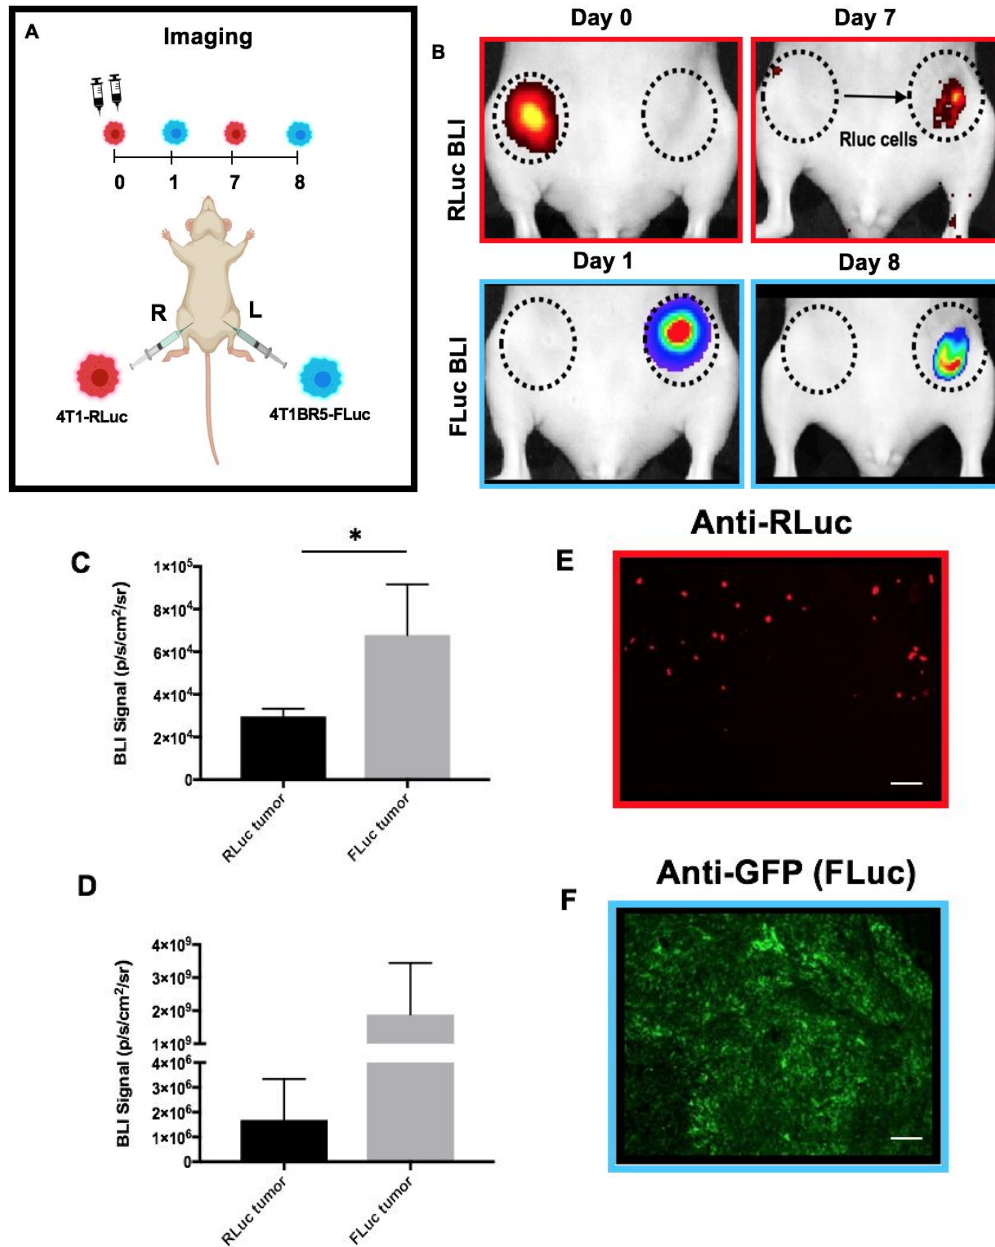 A
Imaging
0 1 7 8
R L
4T1-RLuc 4T1BR5-FLuc
B
Day 0 Day 7
RLuc BLI
Rluc cells
Day 1 Day 8
FLuc BLI
C
*
BLI Signal (p/s/cm²/sr)
1×10⁵
8×10⁴
6×10⁴
4×10⁴
2×10⁴
0
RLuc tumor
FLuc tumor
D
BLI Signal (p/s/cm²/sr)
4×10⁹
3×10⁹
2×10⁹
1×10⁹
4×10⁶
3×10⁶
2×10⁶
1×10⁶
0
RLuc tumor
FLuc tumor
Anti-RLuc
E
Anti-GFP (FLuc)
F